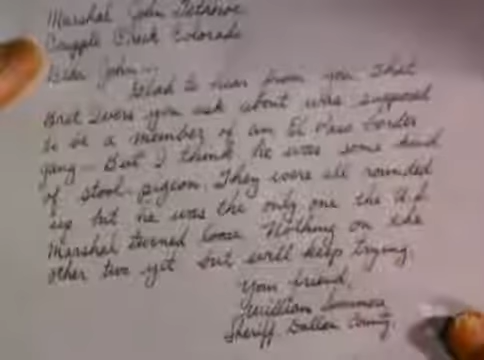 Marshal John
Cripple Creek Colorado
Dear John...
Glad to hear from you. That
Bret Ivers you ask about was supposed
to be a member of an El Paso border
gang - But I think he was some kind
of stool-pigeon. They were all rounded
up but he was the only one the U.S.
Marshal turned loose. Nothing on the
other two yet but will keep trying.
Your friend,
William
Sheriff, Dallas County.